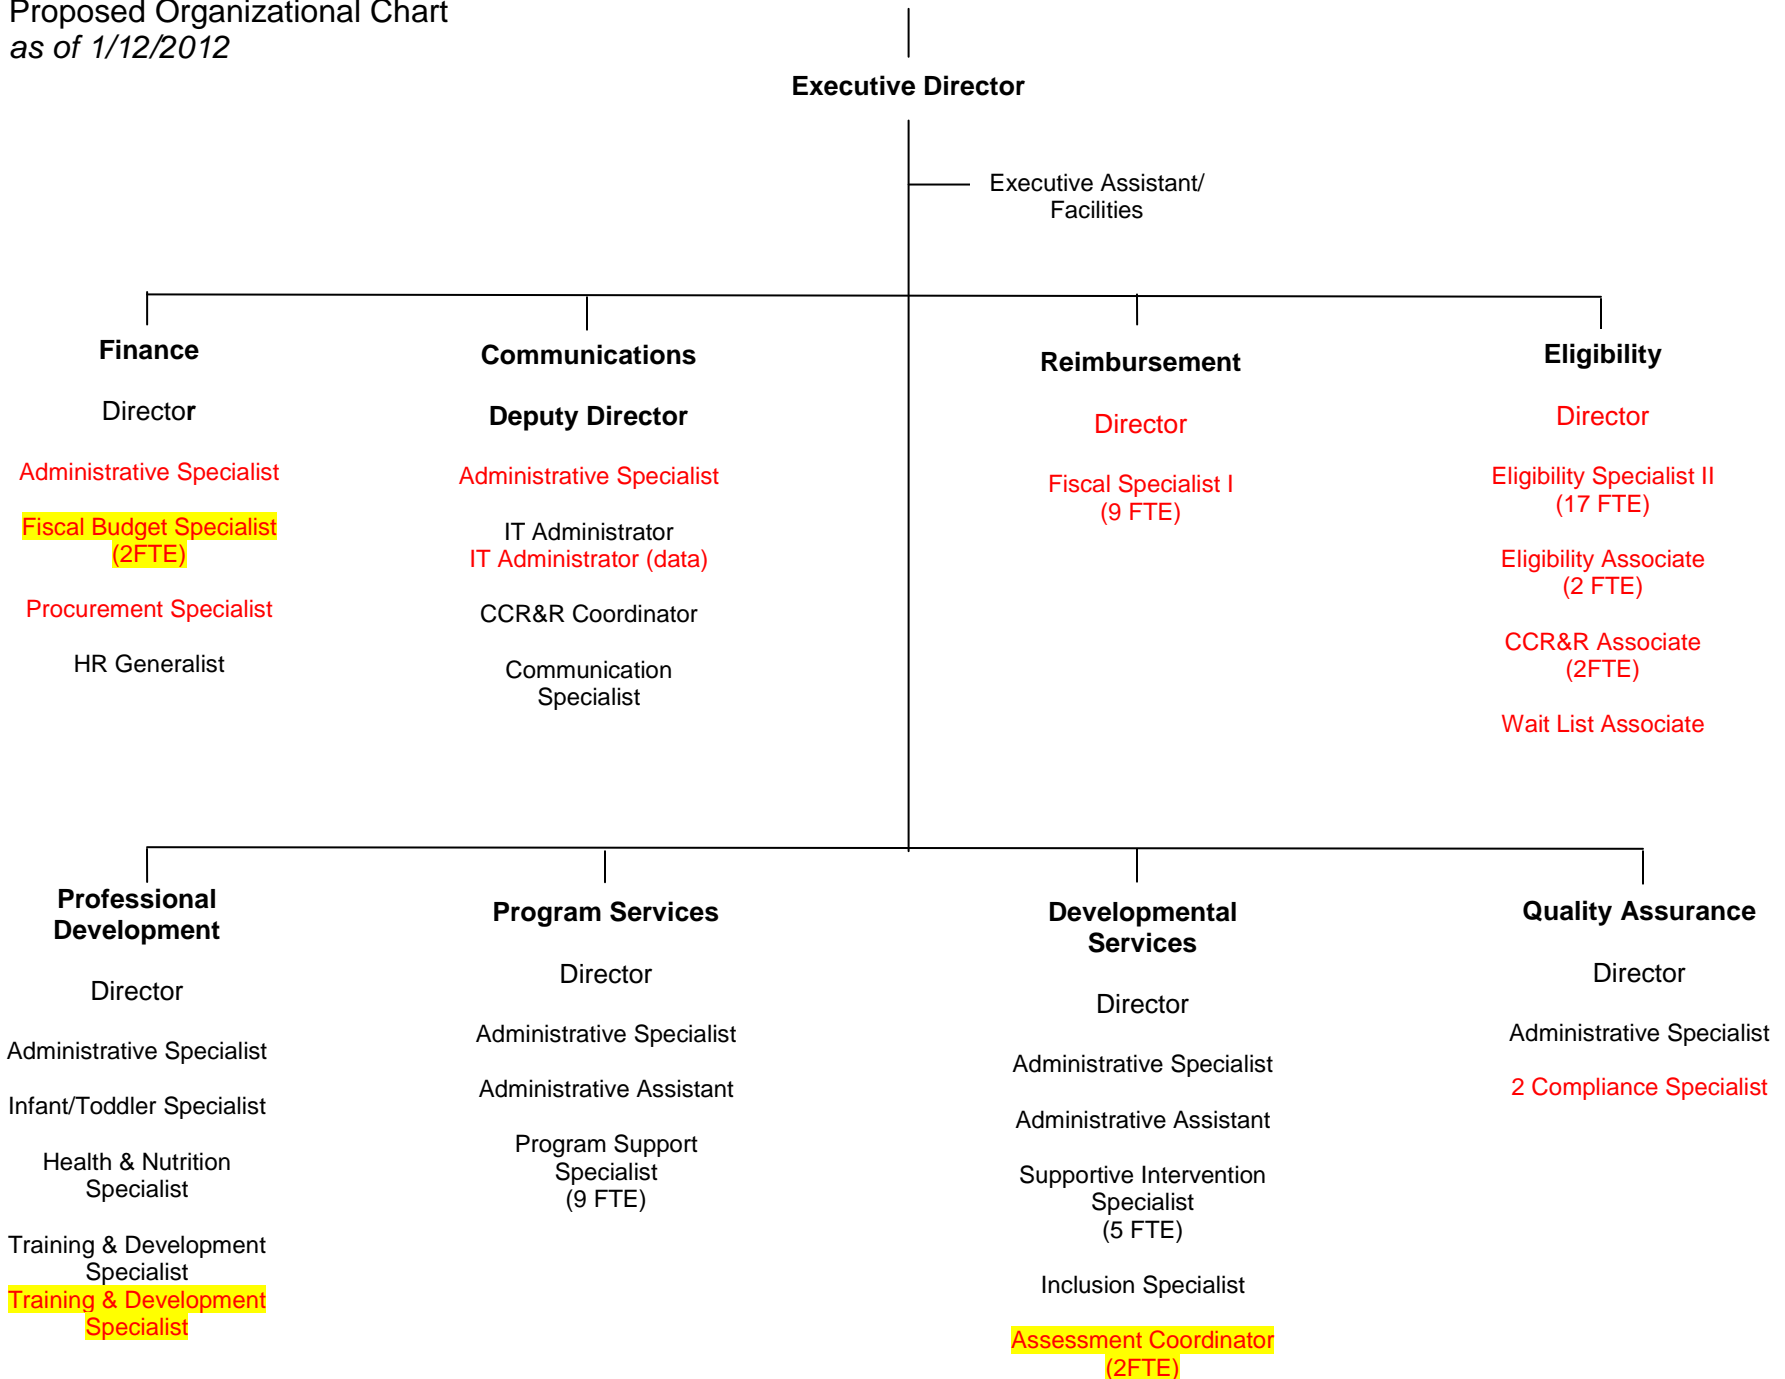 Proposed Organizational Chart
as of 1/12/2012
Executive Director
Executive Assistant/
Facilities
Finance
Director
Administrative Specialist
Fiscal Budget Specialist
(2FTE)
Procurement Specialist
HR Generalist
Communications
Deputy Director
Administrative Specialist
IT Administrator
IT Administrator (data)
CCR&R Coordinator
Communication
Specialist
Reimbursement
Director
Fiscal Specialist I
(9 FTE)
Eligibility
Director
Eligibility Specialist II
(17 FTE)
Eligibility Associate
(2 FTE)
CCR&R Associate
(2FTE)
Wait List Associate
Professional
Development
Director
Administrative Specialist
Infant/Toddler Specialist
Health & Nutrition
Specialist
Training & Development
Specialist
Training & Development
Specialist
Program Services
Director
Administrative Specialist
Administrative Assistant
Program Support
Specialist
(9 FTE)
Developmental
Services
Director
Administrative Specialist
Administrative Assistant
Supportive Intervention
Specialist
(5 FTE)
Inclusion Specialist
Assessment Coordinator
(2FTE)
Quality Assurance
Director
Administrative Specialist
2 Compliance Specialist